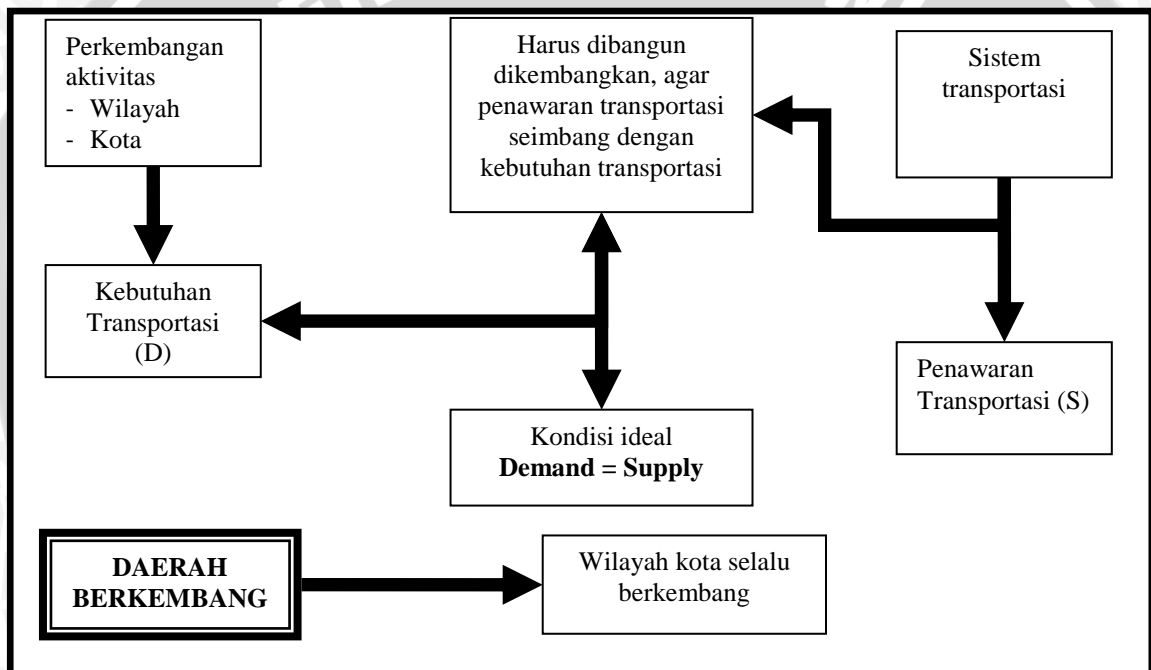 Perkembangan
aktivitas
- Wilayah
- Kota
Harus dibangun
dikembangkan, agar
penawaran transportasi
seimbang dengan
kebutuhan transportasi
Sistem
transportasi
Kebutuhan
Transportasi
(D)
Penawaran
Transportasi (S)
Kondisi ideal
Demand = Supply
DAERAH
BERKEMBANG
Wilayah kota selalu
berkembang